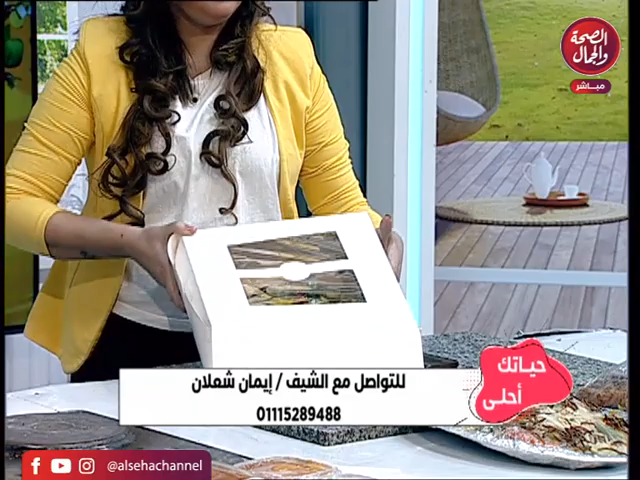 الصحة
والجمال
مباشر
للتواصل مع الشيف / إيمان شعلان
01115289488
حياتك
أحلى
@alsehachannel